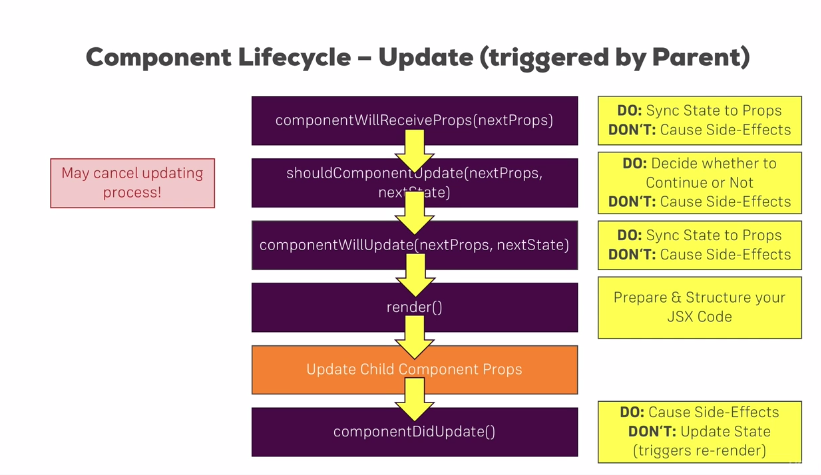 Component Lifecycle – Update (triggered by Parent)
componentWillReceiveProps(nextProps)
DO: Sync State to Props
DON'T: Cause Side-Effects
May cancel updating
process!
shouldComponentUpdate(nextProps,
nextState)
DO: Decide whether to
Continue or Not
DON'T: Cause Side-Effects
componentWillUpdate(nextProps, nextState)
DO: Sync State to Props
DON'T: Cause Side-Effects
render()
Prepare & Structure your
JSX Code
Update Child Component Props
componentDidUpdate()
DO: Cause Side-Effects
DON'T: Update State
(triggers re-render)